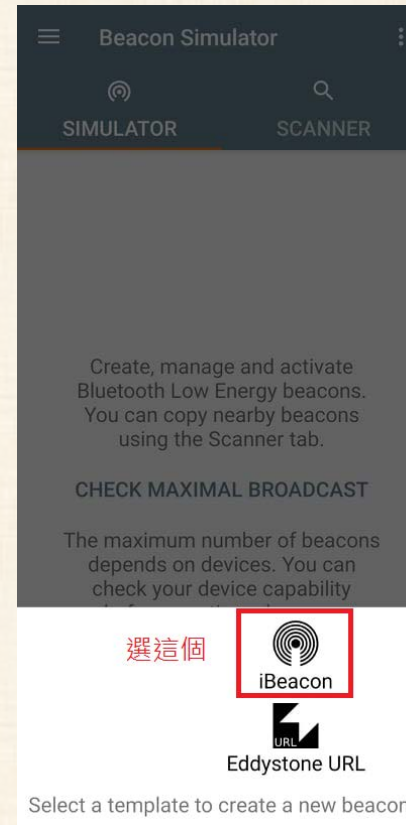 Beacon Simulator
SIMULATOR SCANNER
Create, manage and activate
Bluetooth Low Energy beacons.
You can copy nearby beacons
using the Scanner tab.
CHECK MAXIMAL BROADCAST
The maximum number of beacons
depends on devices. You can
check your device capability
選這個
iBeacon
URL
Eddystone URL
Select a template to create a new beacon